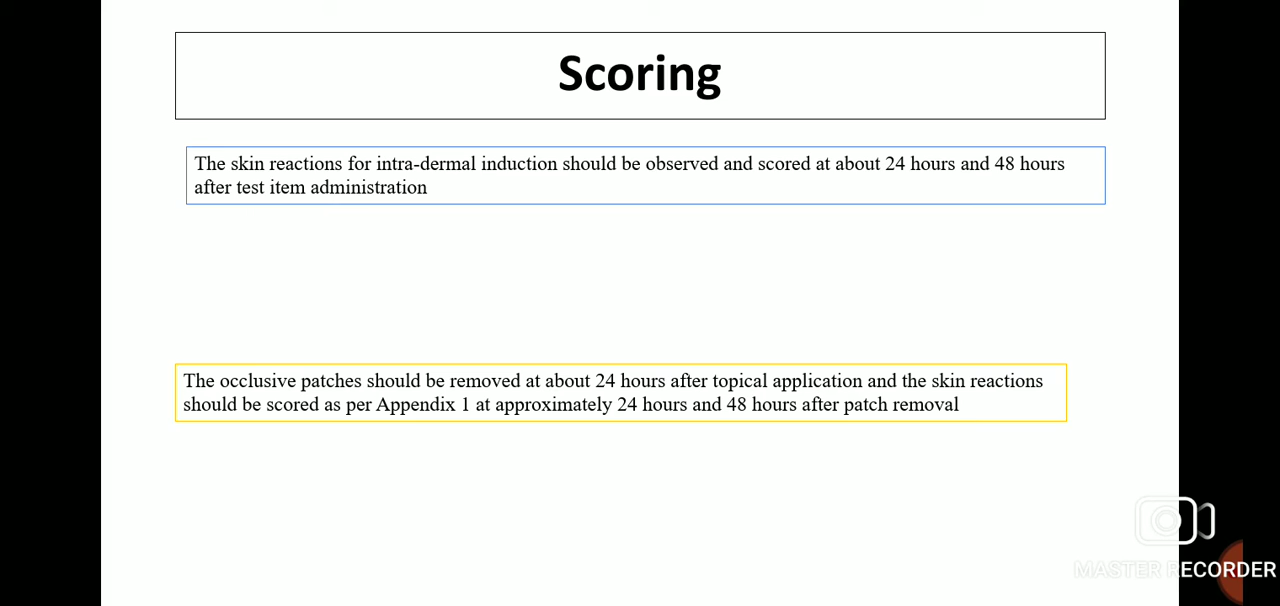 Scoring
The skin reactions for intra-dermal induction should be observed and scored at about 24 hours and 48 hours
after test item administration
The occlusive patches should be removed at about 24 hours after topical application and the skin reactions
should be scored as per Appendix 1 at approximately 24 hours and 48 hours after patch removal
MASTER RECORDER